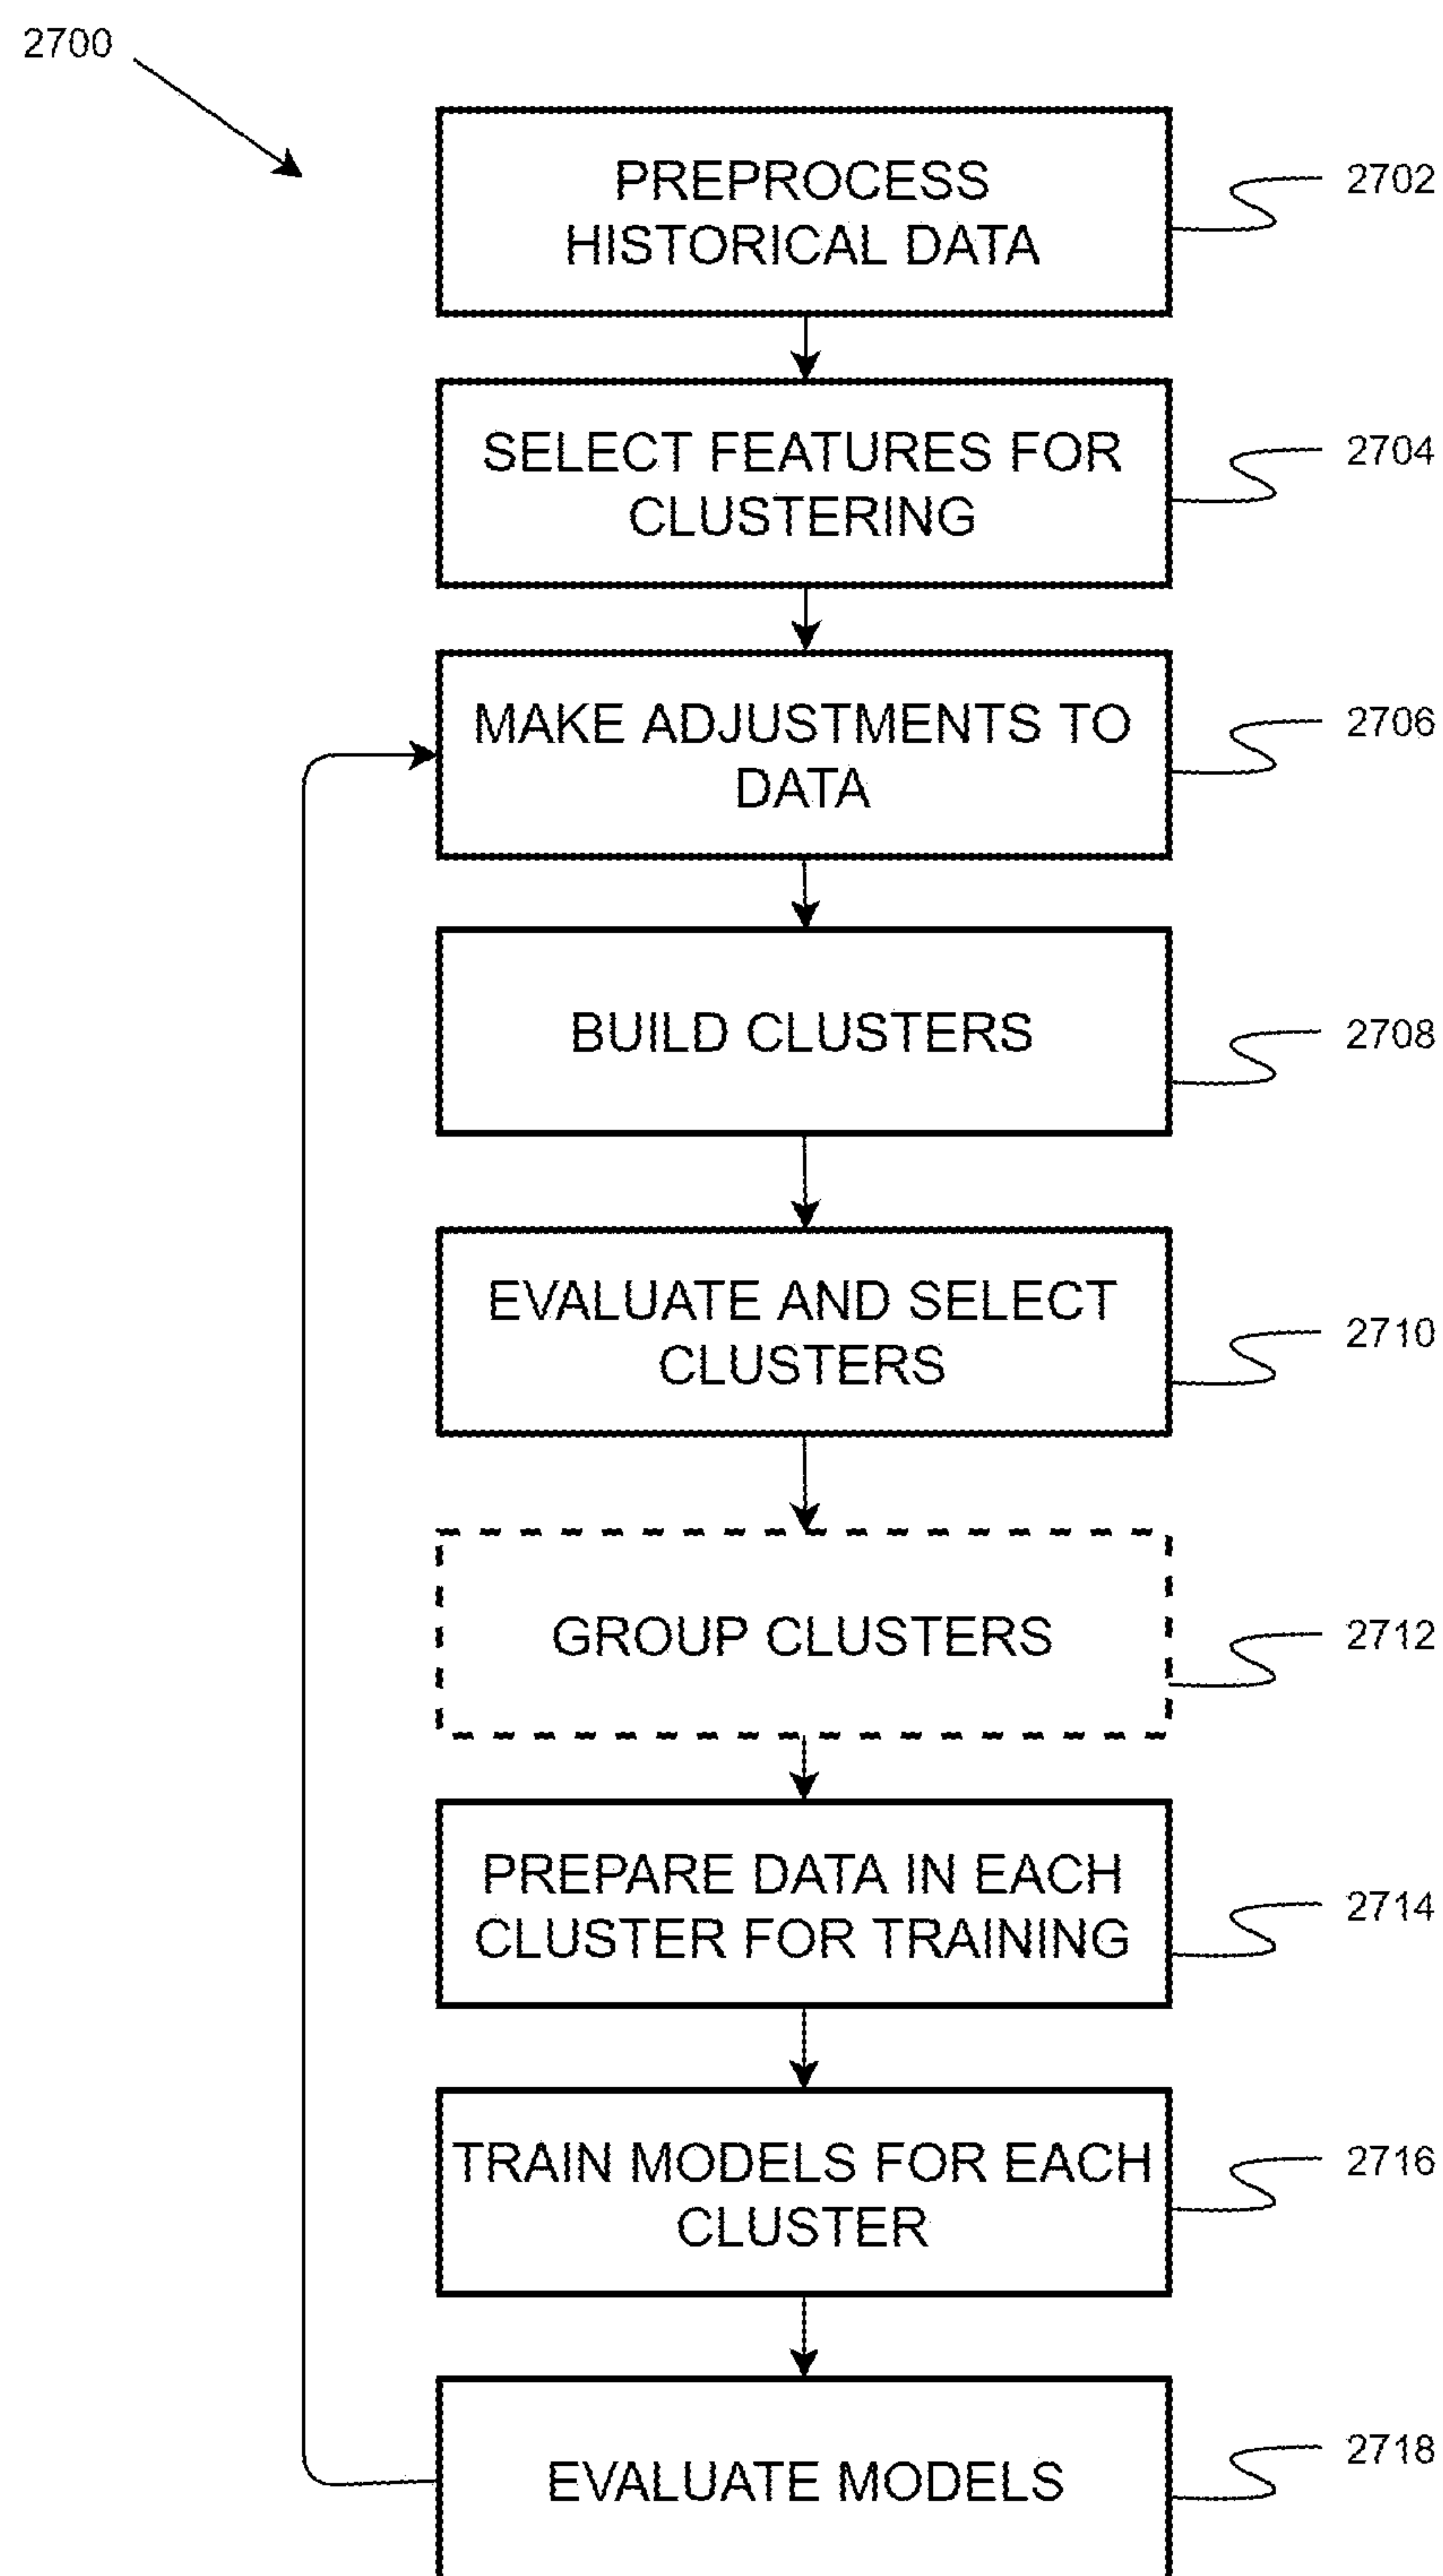 2700
PREPROCESS
HISTORICAL DATA
2702
SELECT FEATURES FOR
CLUSTERING
2704
MAKE ADJUSTMENTS TO
DATA
2706
BUILD CLUSTERS
2708
EVALUATE AND SELECT
CLUSTERS
2710
GROUP CLUSTERS
2712
PREPARE DATA IN EACH
CLUSTER FOR TRAINING
2714
TRAIN MODELS FOR EACH
CLUSTER
2716
EVALUATE MODELS
2718